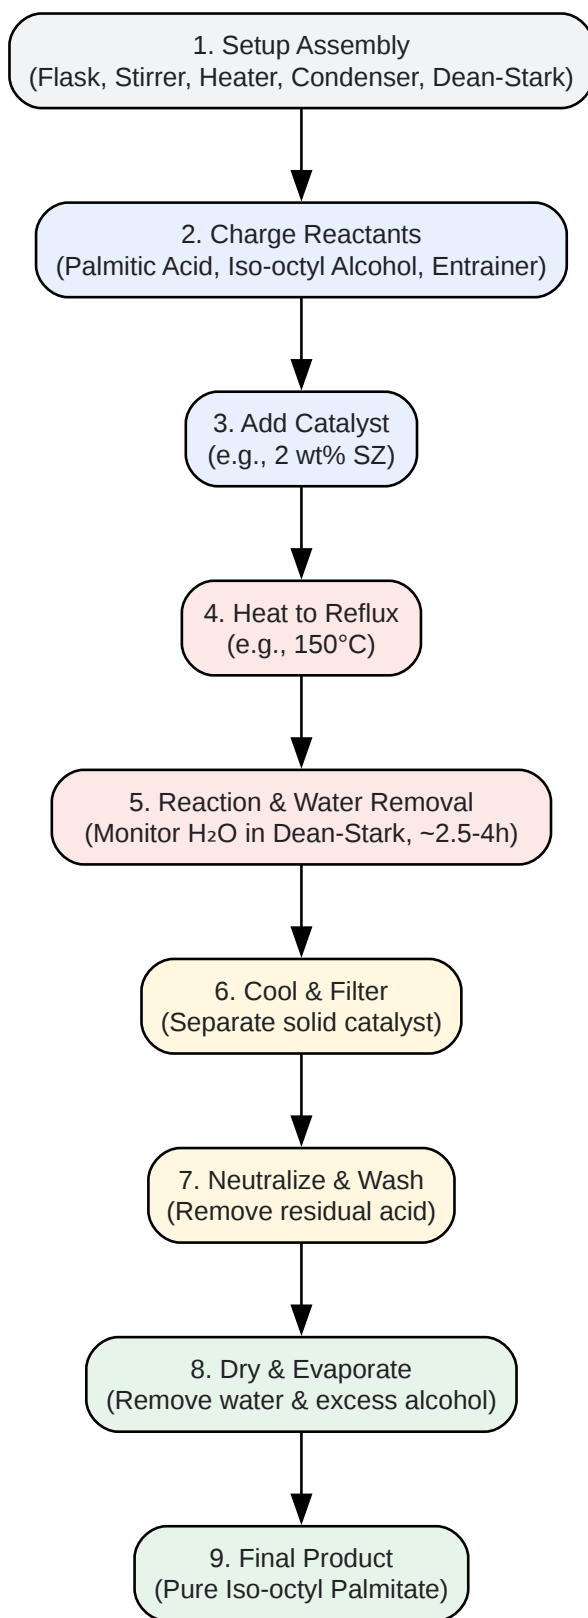 1. Setup Assembly
(Flask, Stirrer, Heater, Condenser, Dean-Stark)
2. Charge Reactants
(Palmitic Acid, Iso-octyl Alcohol, Entrainer)
3. Add Catalyst
(e.g., 2 wt% SZ)
4. Heat to Reflux
(e.g., 150°C)
5. Reaction & Water Removal
(Monitor H₂O in Dean-Stark, ~2.5-4h)
6. Cool & Filter
(Separate solid catalyst)
7. Neutralize & Wash
(Remove residual acid)
8. Dry & Evaporate
(Remove water & excess alcohol)
9. Final Product
(Pure Iso-octyl Palmitate)